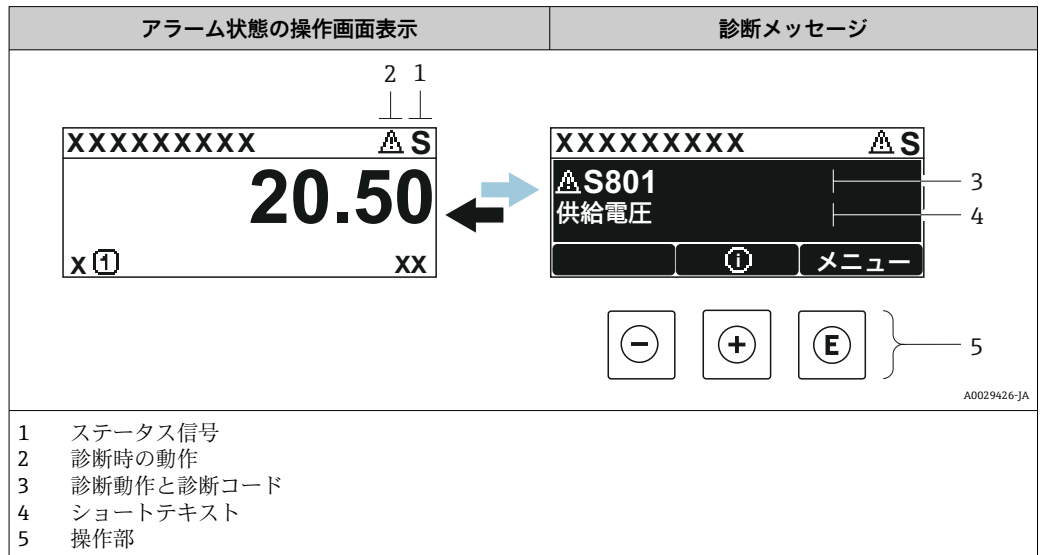 アラーム状態の操作画面表示
診断メッセージ
2 1
XXXXXXXXX ⚠ S
20.50
X 1 XX
XXXXXXXXX ⚠ S
⚠S801
供給電圧
i メニュー
3
4
− + E
5
A0029426-JA
1 ステータス信号
2 診断時の動作
3 診断動作と診断コード
4 ショートテキスト
5 操作部